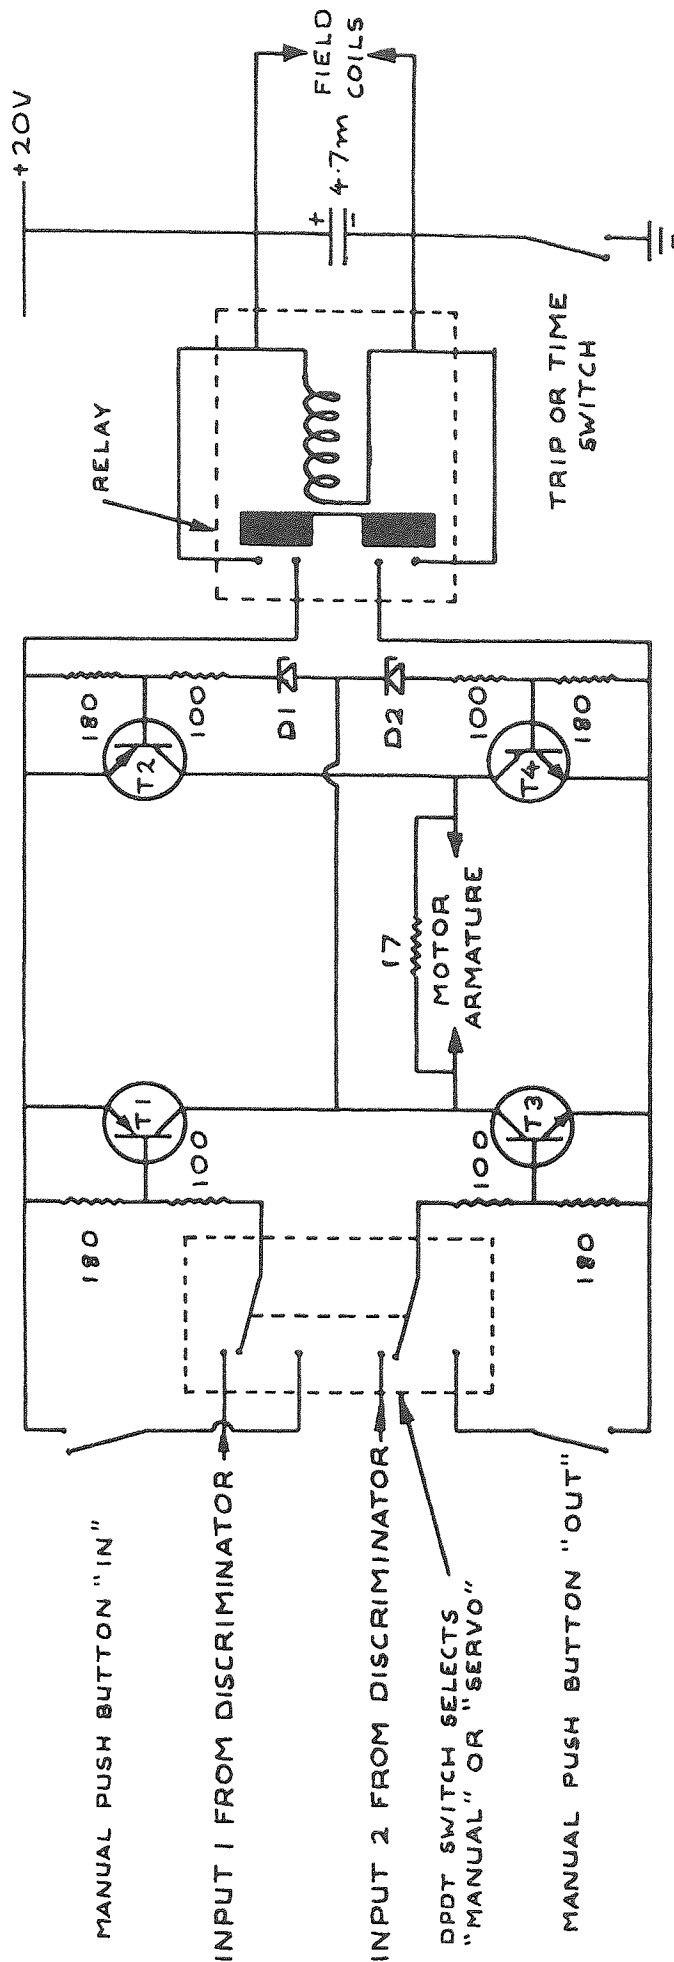 +20V
FIELD
COILS
4.7m
+
-
RELAY
TRIP OR TIME
SWITCH
180
100
T2
D1
D2
100
180
T4
17
MOTOR
ARMATURE
T1
100
180
T3
100
180
MANUAL PUSH BUTTON "IN"
INPUT 1 FROM DISCRIMINATOR
INPUT 2 FROM DISCRIMINATOR
DPDT SWITCH SELECTS
"MANUAL" OR "SERVO"
MANUAL PUSH BUTTON "OUT"